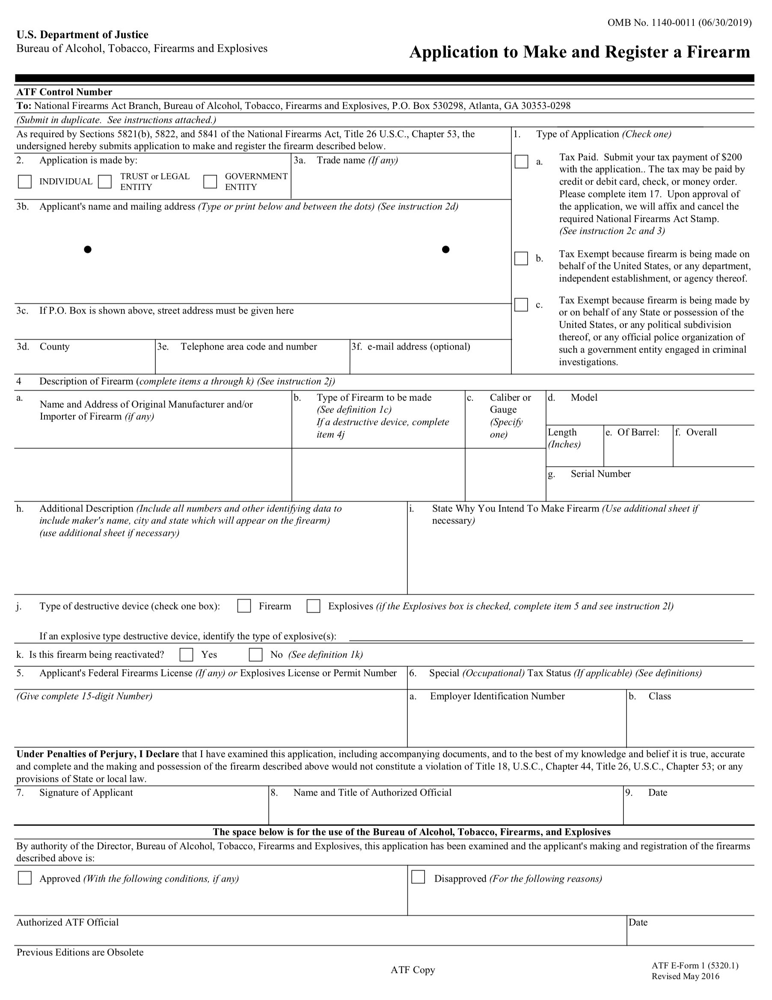 OMB No. 1140-0011 (06/30/2019)
U.S. Department of Justice
Bureau of Alcohol, Tobacco, Firearms and Explosives
Application to Make and Register a Firearm
ATF Control Number
To: National Firearms Act Branch, Bureau of Alcohol, Tobacco, Firearms and Explosives, P.O. Box 530298, Atlanta, GA 30353-0298
(Submit in duplicate. See instructions attached.)
As required by Sections 5821(b), 5822, and 5841 of the National Firearms Act, Title 26 U.S.C., Chapter 53, the
undersigned hereby submits application to make and register the firearm described below.
1. Type of Application (Check one)
a. Tax Paid. Submit your tax payment of $200
with the application.. The tax may be paid by
credit or debit card, check, or money order.
Please complete item 17. Upon approval of
the application, we will affix and cancel the
required National Firearms Act Stamp.
(See instruction 2c and 3)
b. Tax Exempt because firearm is being made on
behalf of the United States, or any department,
independent establishment, or agency thereof.
c. Tax Exempt because firearm is being made by
or on behalf of any State or possession of the
United States, or any political subdivision
thereof, or any official police organization of
such a government entity engaged in criminal
investigations.
2. Application is made by:
INDIVIDUAL
TRUST or LEGAL
ENTITY
GOVERNMENT
ENTITY
3a. Trade name (If any)
3b. Applicant's name and mailing address (Type or print below and between the dots) (See instruction 2d)
3c. If P.O. Box is shown above, street address must be given here
3d. County
3e. Telephone area code and number
3f. e-mail address (optional)
4 Description of Firearm (complete items a through k) (See instruction 2j)
a. Name and Address of Original Manufacturer and/or
Importer of Firearm (if any)
b. Type of Firearm to be made
(See definition 1c)
If a destructive device, complete
item 4j
c. Caliber or
Gauge
(Specify
one)
d. Model
Length
(Inches)
e. Of Barrel:
f. Overall
g. Serial Number
h. Additional Description (Include all numbers and other identifying data to
include maker's name, city and state which will appear on the firearm)
(use additional sheet if necessary)
i. State Why You Intend To Make Firearm (Use additional sheet if
necessary)
j. Type of destructive device (check one box): Firearm Explosives (if the Explosives box is checked, complete item 5 and see instruction 2l)
If an explosive type destructive device, identify the type of explosive(s):
k. Is this firearm being reactivated? Yes No (See definition 1k)
5. Applicant's Federal Firearms License (If any) or Explosives License or Permit Number
(Give complete 15-digit Number)
6. Special (Occupational) Tax Status (If applicable) (See definitions)
a. Employer Identification Number
b. Class
Under Penalties of Perjury, I Declare that I have examined this application, including accompanying documents, and to the best of my knowledge and belief it is true, accurate
and complete and the making and possession of the firearm described above would not constitute a violation of Title 18, U.S.C., Chapter 44, Title 26, U.S.C., Chapter 53; or any
provisions of State or local law.
7. Signature of Applicant
8. Name and Title of Authorized Official
9. Date
The space below is for the use of the Bureau of Alcohol, Tobacco, Firearms, and Explosives
By authority of the Director, Bureau of Alcohol, Tobacco, Firearms and Explosives, this application has been examined and the applicant's making and registration of the firearms
described above is:
Approved (With the following conditions, if any)
Disapproved (For the following reasons)
Authorized ATF Official
Date
Previous Editions are Obsolete
ATF Copy
ATF E-Form 1 (5320.1)
Revised May 2016